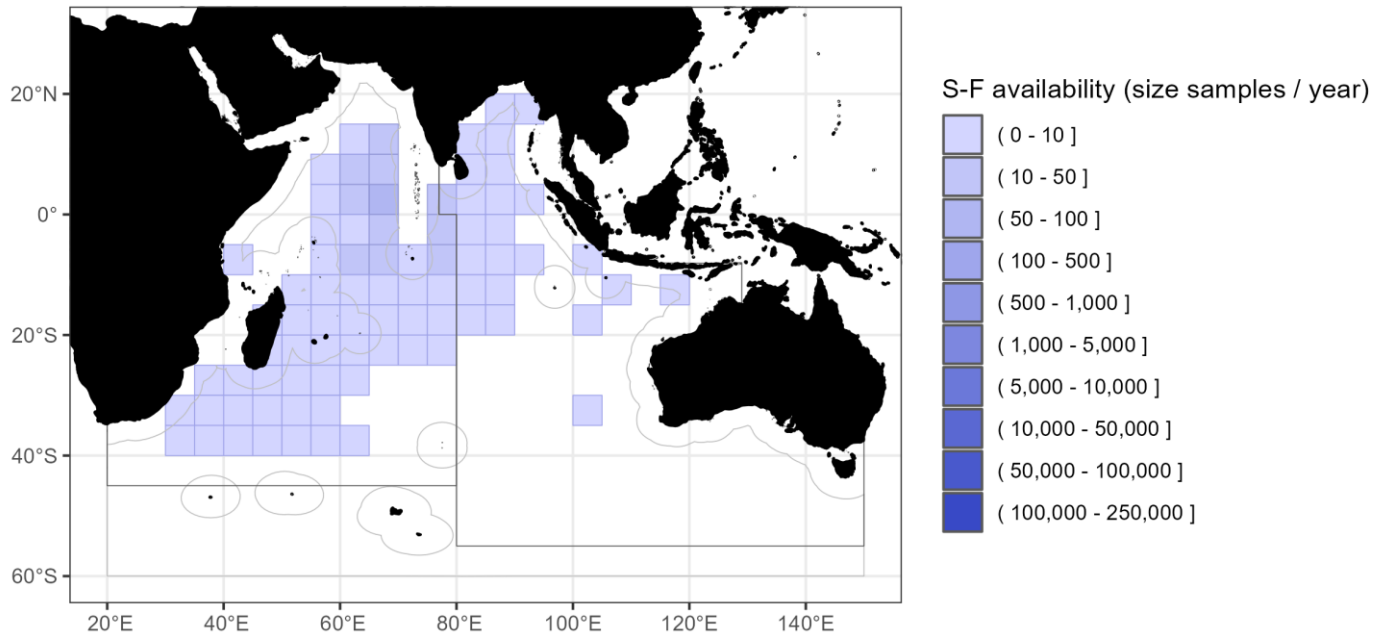 S-F availability (size samples / year)
( 0 - 10 ]
( 10 - 50 ]
( 50 - 100 ]
( 100 - 500 ]
( 500 - 1,000 ]
( 1,000 - 5,000 ]
( 5,000 - 10,000 ]
( 10,000 - 50,000 ]
( 50,000 - 100,000 ]
( 100,000 - 250,000 ]
20°N
0°
20°S
40°S
60°S
20°E 40°E 60°E 80°E 100°E 120°E 140°E